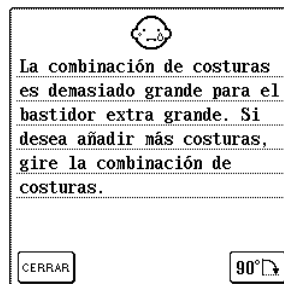 La combinación de costuras
es demasiado grande para el
bastidor extra grande. Si
desea añadir más costuras,
gire la combinación de
costuras.
CERRAR
90°